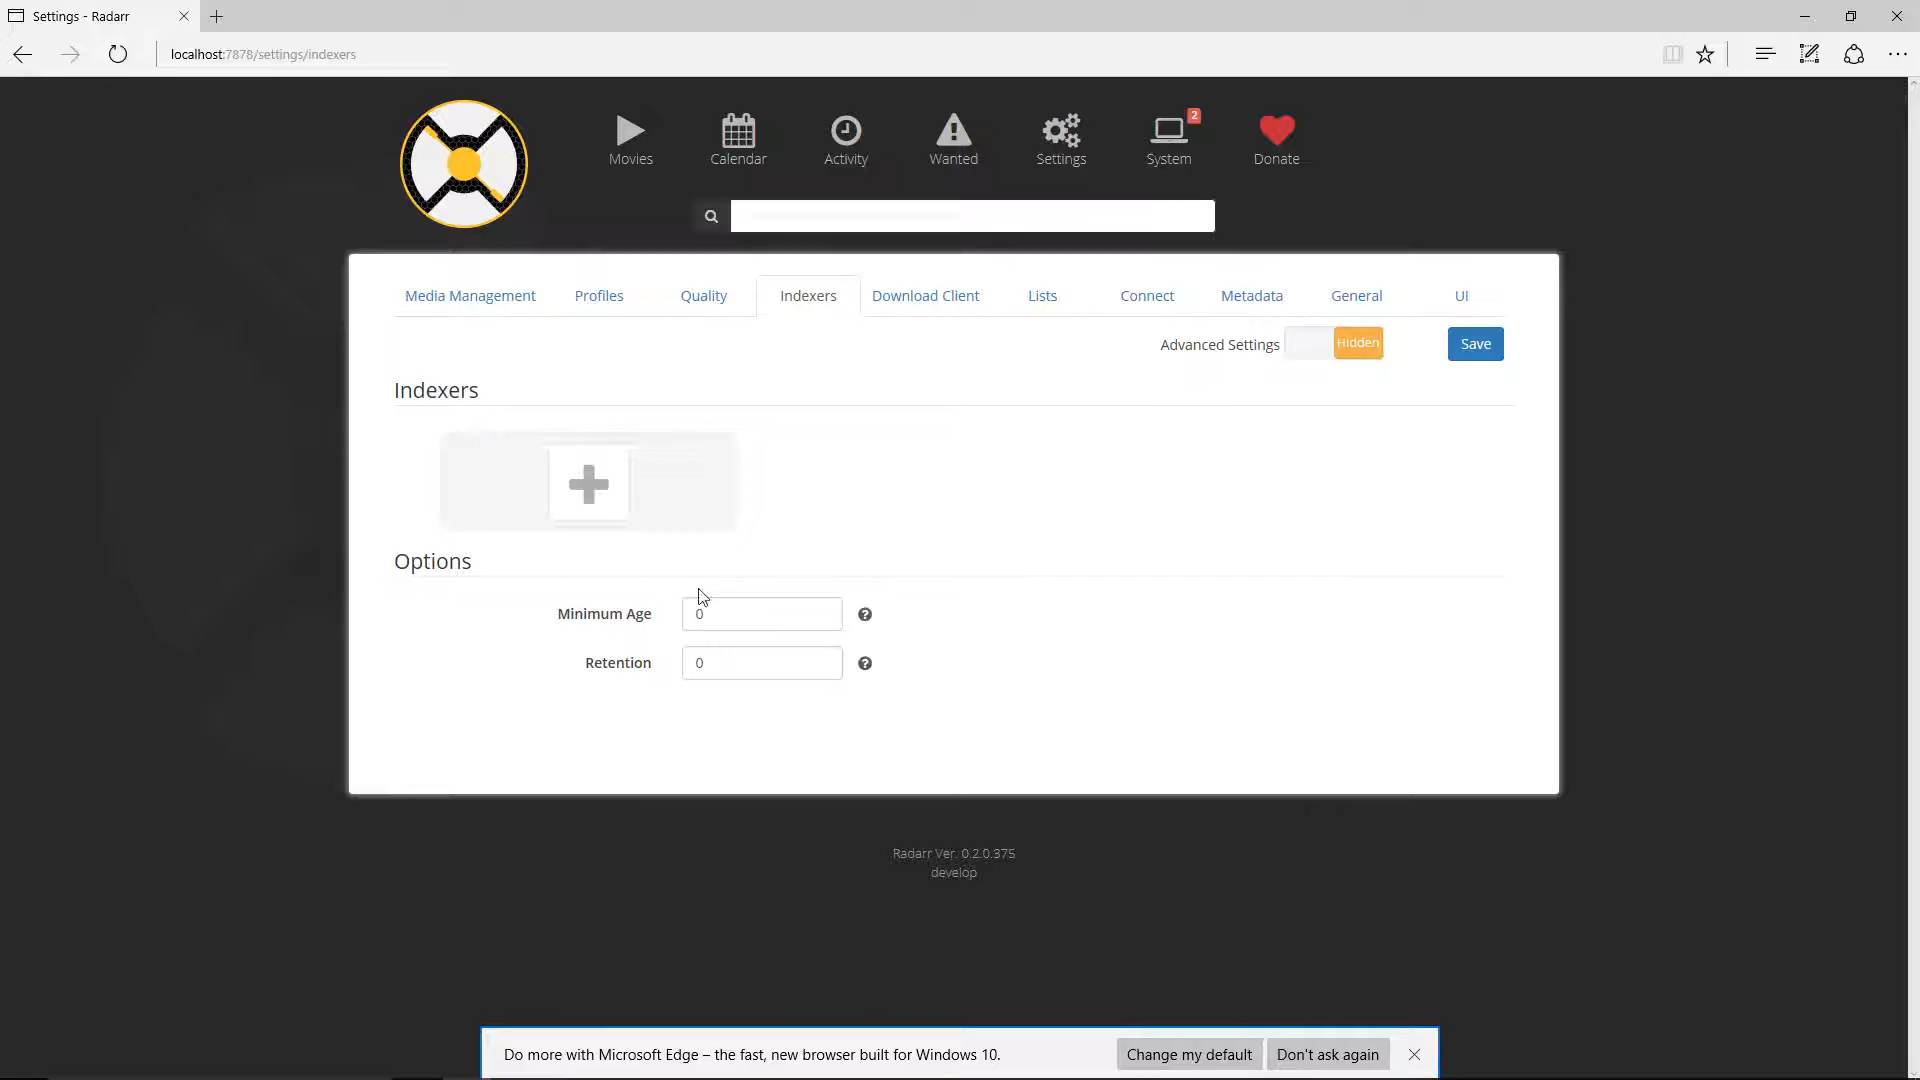 Settings - Radarr
localhost:7878/settings/indexers
Movies
Calendar
Activity
Wanted
Settings
2
System
Donate
Media Management
Profiles
Quality
Indexers
Download Client
Lists
Connect
Metadata
General
UI
Advanced Settings
Hidden
Save
Indexers
Options
Minimum Age
0
Retention
0
Radarr Ver. 0.2.0.375
develop
Do more with Microsoft Edge – the fast, new browser built for Windows 10.
Change my default
Don't ask again